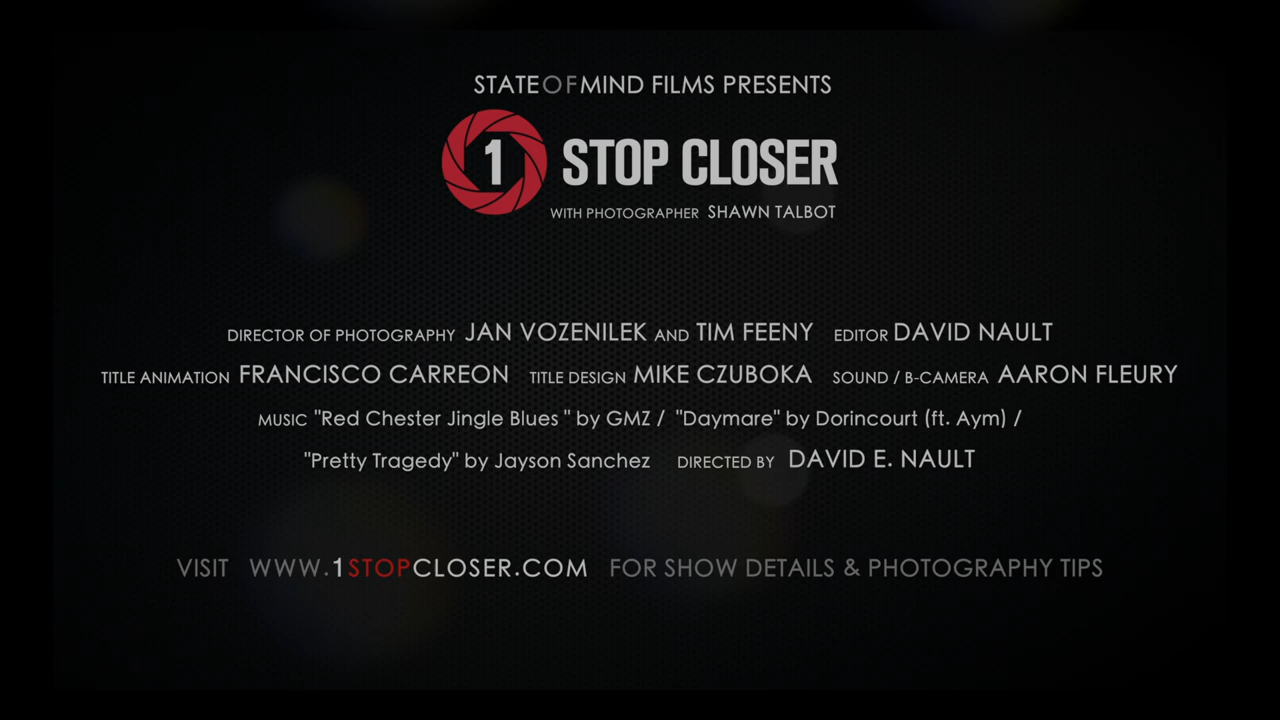 STATEOFMIND FILMS PRESENTS
1 STOP CLOSER
WITH PHOTOGRAPHER SHAWN TALBOT
DIRECTOR OF PHOTOGRAPHY JAN VOZENILEK AND TIM FEENY EDITOR DAVID NAULT
TITLE ANIMATION FRANCISCO CARREON TITLE DESIGN MIKE CZUBOKA SOUND / B-CAMERA AARON FLEURY
MUSIC "Red Chester Jingle Blues " by GMZ / "Daymare" by Dorincourt (ft. Aym) /
"Pretty Tragedy" by Jayson Sanchez DIRECTED BY DAVID E. NAULT
VISIT WWW.1STOPCLOSER.COM FOR SHOW DETAILS & PHOTOGRAPHY TIPS